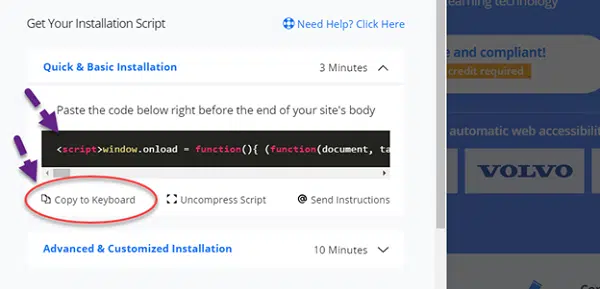 Get Your Installation Script
Need Help? Click Here
Quick & Basic Installation
3 Minutes
Paste the code below right before the end of your site's body
<script>window.onload = function(){ (function(document, ta
Copy to Keyboard
Uncompress Script
@ Send Instructions
Advanced & Customized Installation
10 Minutes
earning technology
e and compliant!
credit required
automatic web accessibi
VOLVO